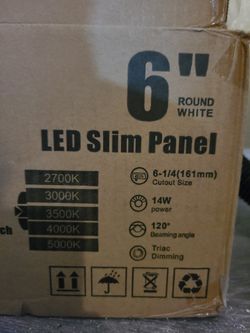 6"
ROUND
WHITE
LED Slim Panel
2700K
3000K
3500K
4000K
5000K
6-1/4(161mm)
Cutout Size
14W
power
120°
Beaming angle
Triac
Dimming